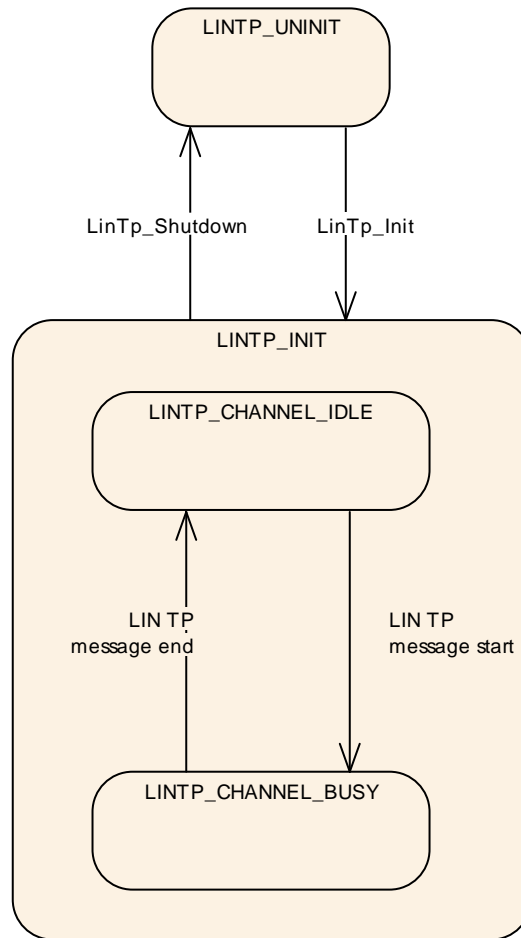 LINTP_UNINIT
LinTp_Shutdown
LinTp_Init
LINTP_INIT
LINTP_CHANNEL_IDLE
LIN TP
message end
LIN TP
message start
LINTP_CHANNEL_BUSY